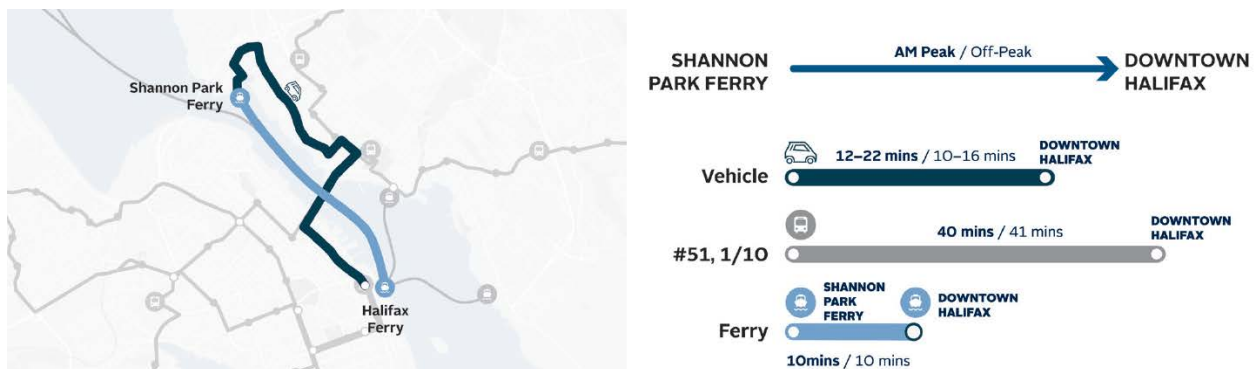 Shannon Park
Ferry
Halifax
Ferry
SHANNON
PARK FERRY
AM Peak / Off-Peak
DOWNTOWN
HALIFAX
Vehicle
12–22 mins / 10–16 mins
DOWNTOWN
HALIFAX
#51, 1/10
40 mins / 41 mins
DOWNTOWN
HALIFAX
Ferry
SHANNON
PARK
FERRY
DOWNTOWN
HALIFAX
10mins / 10 mins